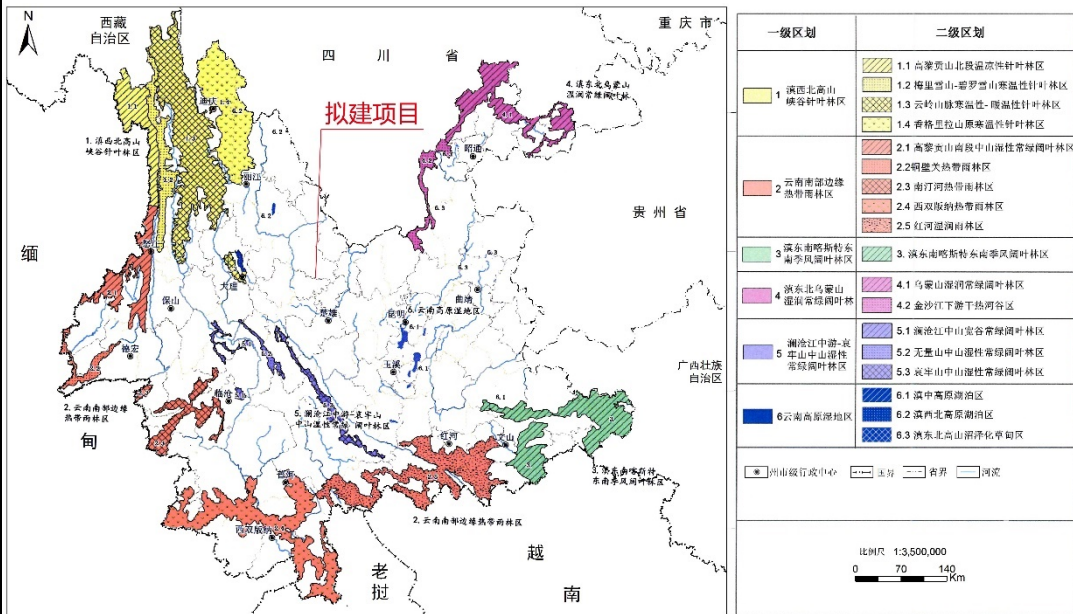 N
西藏
自治区
重庆市
四川省
拟建项目
4. 滇东北乌蒙山
湿润常绿阔叶林
1. 滇西北高山
峡谷针叶林区
迪庆
丽江
昭通
6.2
6.2
6.3
6.3
贵州省
缅
大理
保山
楚雄
昆明
曲靖
6. 云南高原湿地区
6.1
玉溪
6.1
德宏
临沧
广西壮族
自治区
2. 云南南部边缘
热带雨林区
5. 澜沧江中游-哀牢山
中山湿性常绿 阔叶林区
6.1
甸
红河
文山
3. 滇东南喀斯特
东南季风阔叶林区
普洱
2. 云南南部边缘热带雨林区
西双版纳
越
老
挝
南
一级区划
二级区划
1 滇西北高山
峡谷针叶林区
1.1 高黎贡山北段温凉性针叶林区
1.2 梅里雪山-碧罗雪山寒温性针叶林区
1.3 云岭山脉寒温性-暖温性针叶林区
1.4 香格里拉山原寒温性针叶林区
2 云南南部边缘
热带雨林区
2.1 高黎贡山南段中山湿性常绿阔叶林区
2.2铜壁关热带雨林区
2.3 南汀河热带雨林区
2.4 西双版纳热带雨林区
2.5 红河湿润雨林区
3 滇东南喀斯特东
南季风阔叶林区
3. 滇东南喀斯特东南季风阔叶林区
4 滇东北乌蒙山
湿润常绿阔叶林
4.1 乌蒙山湿润常绿阔叶林区
4.2 金沙江下游干热河谷区
5 澜沧江中游-哀
牢山中山湿性
常绿阔叶林区
5.1 澜沧江中山宽谷常绿阔叶林区
5.2 无量山中山湿性常绿阔叶林区
5.3 哀牢山中山湿性常绿阔叶林区
6云南高原湿地区
6.1 滇中高原湖泊区
6.2 滇西北高原湖泊区
6.3 滇东北高山沼泽化草甸区
州市级行政中心 国界 省界 河流
比例尺 1:3,500,000
0 70 140
Km